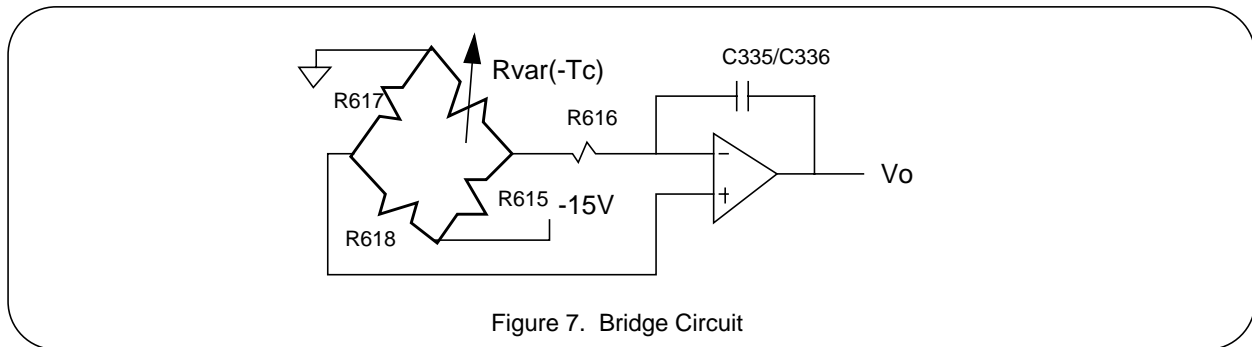 C335/C336
Rvar(-Tc)
R617
R616
−
Vo
+
R615
-15V
R618
Figure 7. Bridge Circuit